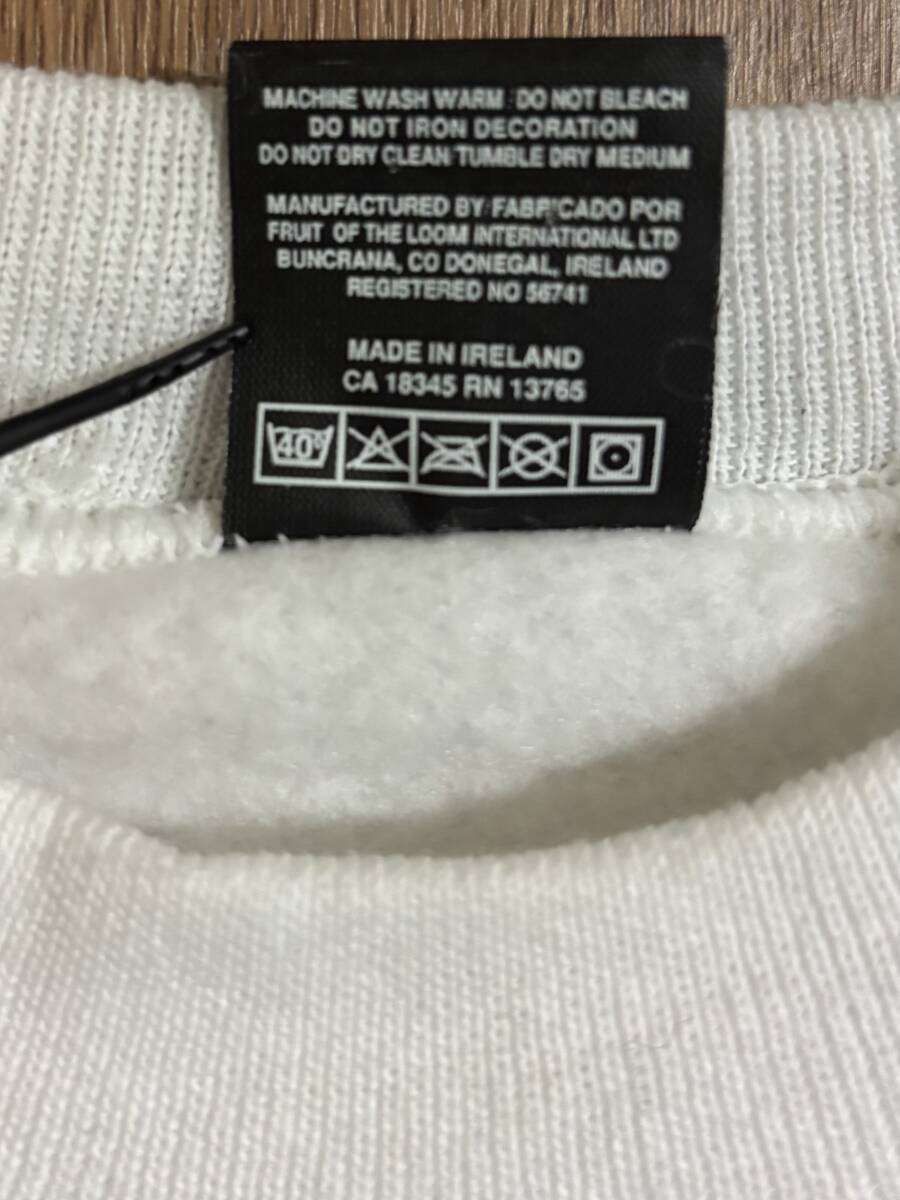 MACHINE WASH WARM DO NOT BLEACH
DO NOT IRON DECORATION
DO NOT DRY CLEAN/TUMBLE DRY MEDIUM
MANUFACTURED BY/FABRICADO POR
FRUIT OF THE LOOM INTERNATIONAL LTD
BUNCRANA, CO DONEGAL, IRELAND
REGISTERED NO 56741
MADE IN IRELAND
CA 18345 RN 13765
40°